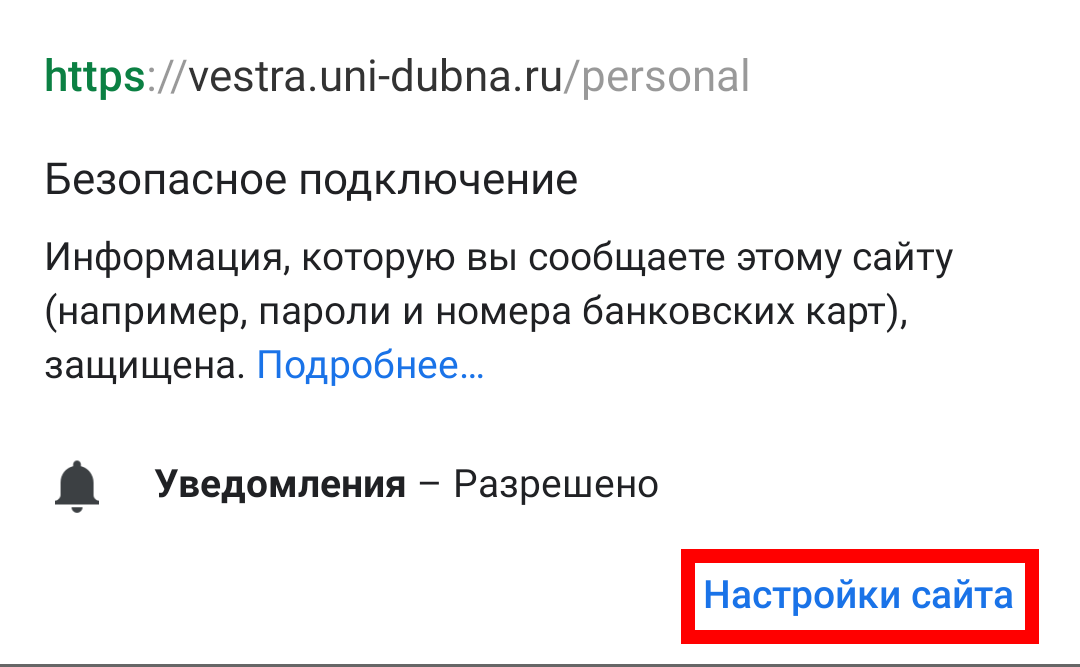 https://vestra.uni-dubna.ru/personal
Безопасное подключение
Информация, которую вы сообщаете этому сайту
(например, пароли и номера банковских карт),
защищена. Подробнее...
Уведомления – Разрешено
Настройки сайта